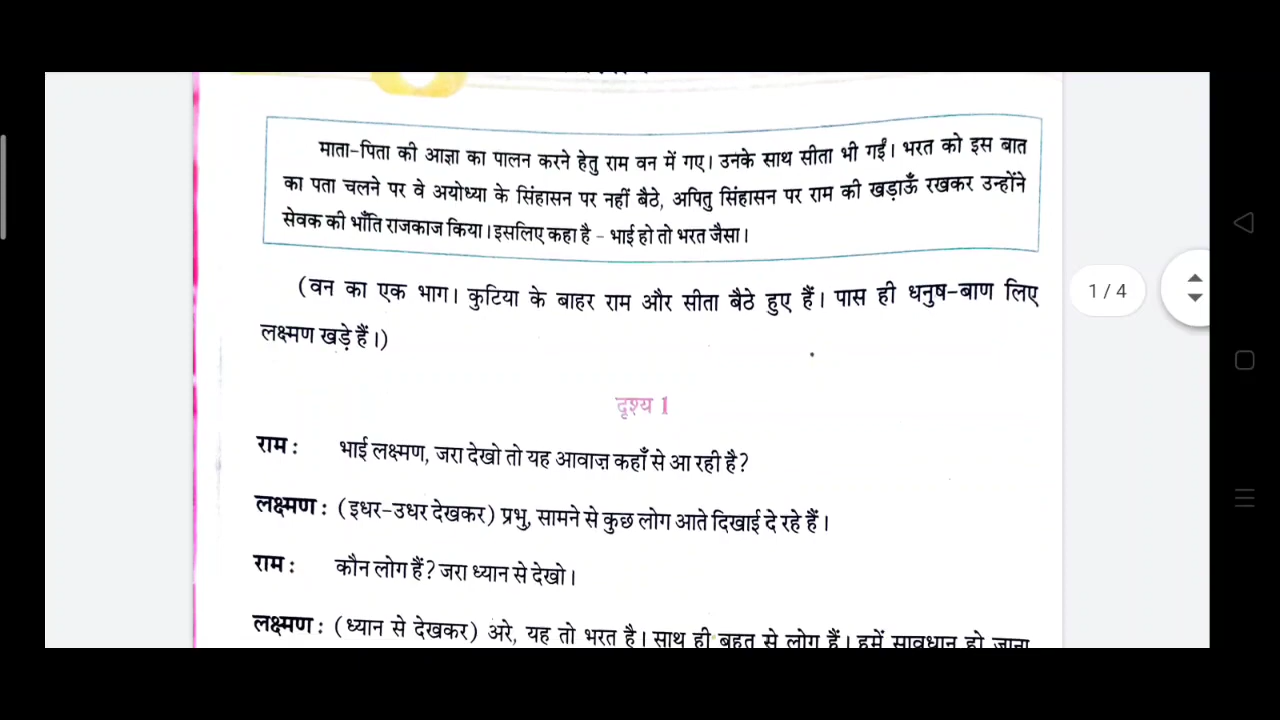 माता-पिता की आज्ञा का पालन करने हेतु राम वन में गए। उनके साथ सीता भी गईं। भरत को इस बात
का पता चलने पर वे अयोध्या के सिंहासन पर नहीं बैठे, अपितु सिंहासन पर राम की खड़ाऊँ रखकर उन्होंने
सेवक की भाँति राजकाज किया। इसलिए कहा है - भाई हो तो भरत जैसा।
(वन का एक भाग। कुटिया के बाहर राम और सीता बैठे हुए हैं। पास ही धनुष-बाण लिए
लक्ष्मण खड़े हैं।)
1 / 4
दृश्य 1
राम : भाई लक्ष्मण, जरा देखो तो यह आवाज़ कहाँ से आ रही है?
लक्ष्मण : (इधर-उधर देखकर) प्रभु, सामने से कुछ लोग आते दिखाई दे रहे हैं।
राम : कौन लोग हैं? जरा ध्यान से देखो।
लक्ष्मण : (ध्यान से देखकर) अरे, यह तो भरत है। साथ ही बहुत से लोग हैं। हमें सावधान हो जाना